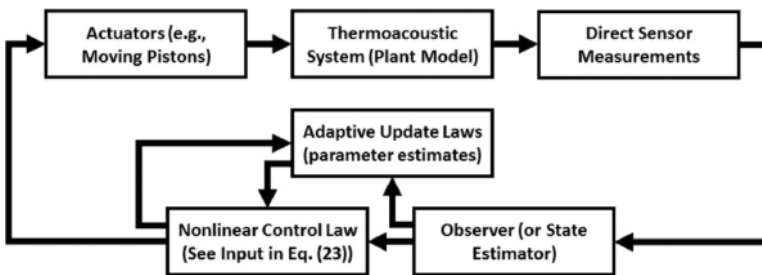 Actuators (e.g.,
Moving Pistons)
Thermoacoustic
System (Plant Model)
Direct Sensor
Measurements
Adaptive Update Laws
(parameter estimates)
Nonlinear Control Law
(See Input in Eq. (23))
Observer (or State
Estimator)